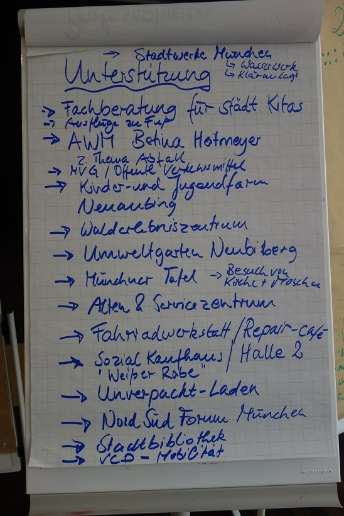 → Stadtwerke München
↳ Wasserwerk
↳ Kläranlage
Unterstützung
→ Fachberatung für städt Kitas
→ Ausflüge zu Fuß
→ AWM Betina Hotmeyer
z. Thema Abfall
→ MVG / Öffentl. Verkehrsmittel
→ Kinder- und Jugendfarm
Neuaubing
→ Walderlebniszentrum
→ Umweltgarten Neubiberg
→ Münchner Tafel → Besuch von
Kirche + Moschee
→ Alten & Servicezentrum
→ Fahrradwerkstatt / Repair-café
→ Sozial Kaufhaus / Halle 2
"Weißer Rabe"
→ Unverpackt-Laden
→ Nord Süd Forum München
→ Stadtbibliothek
→ VCD - Mobilität